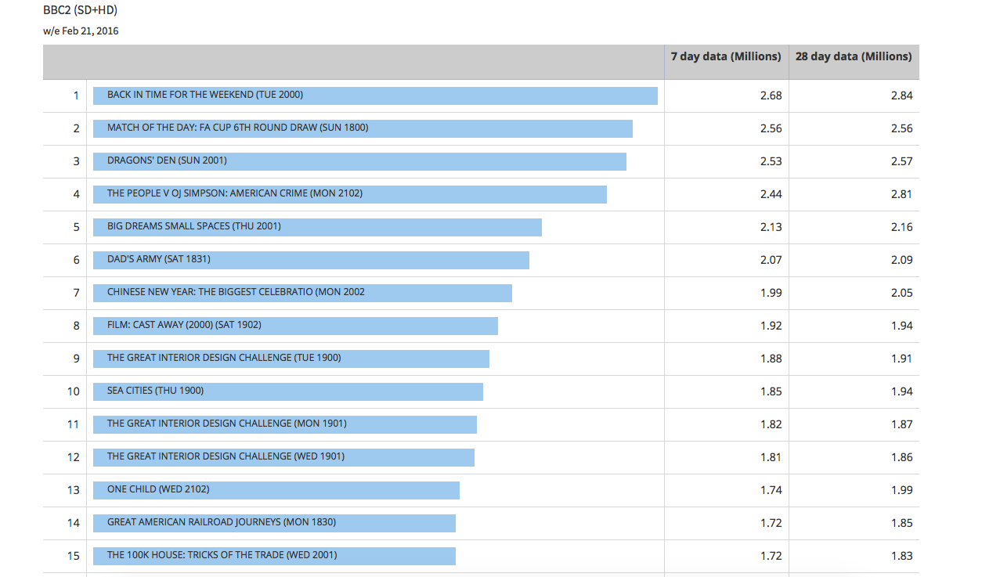 BBC2 (SD+HD)
w/e Feb 21, 2016
7 day data (Millions) 28 day data (Millions)
1 BACK IN TIME FOR THE WEEKEND (TUE 2000) 2.68 2.84
2 MATCH OF THE DAY: FA CUP 6TH ROUND DRAW (SUN 1800) 2.56 2.56
3 DRAGONS' DEN (SUN 2001) 2.53 2.57
4 THE PEOPLE V OJ SIMPSON: AMERICAN CRIME (MON 2102) 2.44 2.81
5 BIG DREAMS SMALL SPACES (THU 2001) 2.13 2.16
6 DAD'S ARMY (SAT 1831) 2.07 2.09
7 CHINESE NEW YEAR: THE BIGGEST CELEBRATIO (MON 2002 1.99 2.05
8 FILM: CAST AWAY (2000) (SAT 1902) 1.92 1.94
9 THE GREAT INTERIOR DESIGN CHALLENGE (TUE 1900) 1.88 1.91
10 SEA CITIES (THU 1900) 1.85 1.94
11 THE GREAT INTERIOR DESIGN CHALLENGE (MON 1901) 1.82 1.87
12 THE GREAT INTERIOR DESIGN CHALLENGE (WED 1901) 1.81 1.86
13 ONE CHILD (WED 2102) 1.74 1.99
14 GREAT AMERICAN RAILROAD JOURNEYS (MON 1830) 1.72 1.85
15 THE 100K HOUSE: TRICKS OF THE TRADE (WED 2001) 1.72 1.83